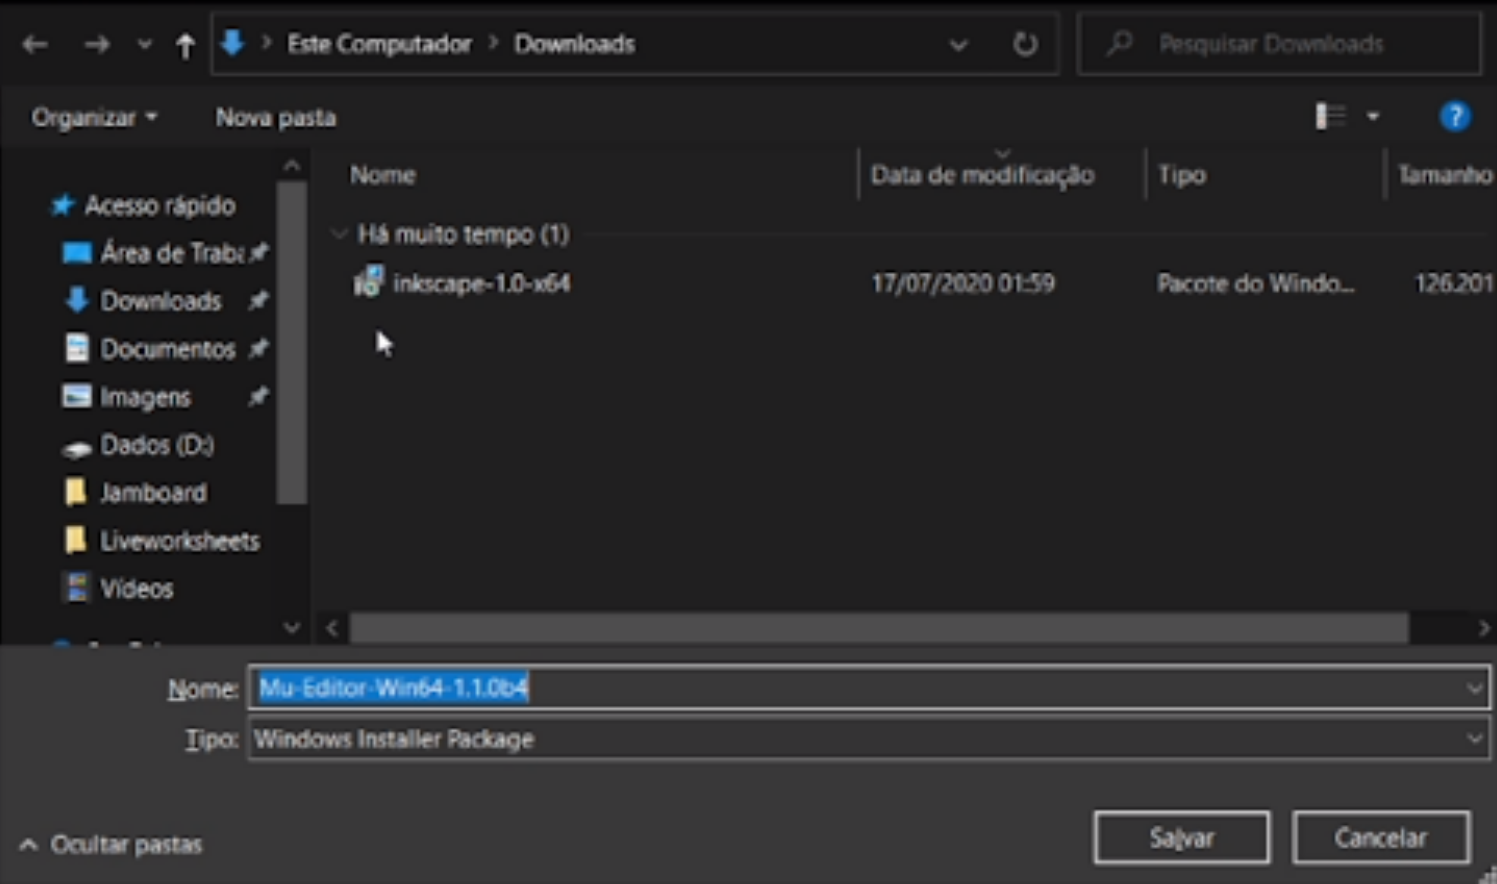 Este Computador > Downloads
Pesquisar Downloads
Organizar Nova pasta
?
Nome Data de modificação Tipo Tamanho
Acesso rápido
Há muito tempo (1)
Área de Traba
inkscape-1.0-x64 17/07/2020 01:59 Pacote do Windo... 126.201
Downloads
Documentos
Imagens
Dados (D:)
Jamboard
Liveworksheets
Vídeos
Nome: Mu-Editor-Win64-1.1.0b4
Tipo: Windows Installer Package
Ocultar pastas
Salvar Cancelar